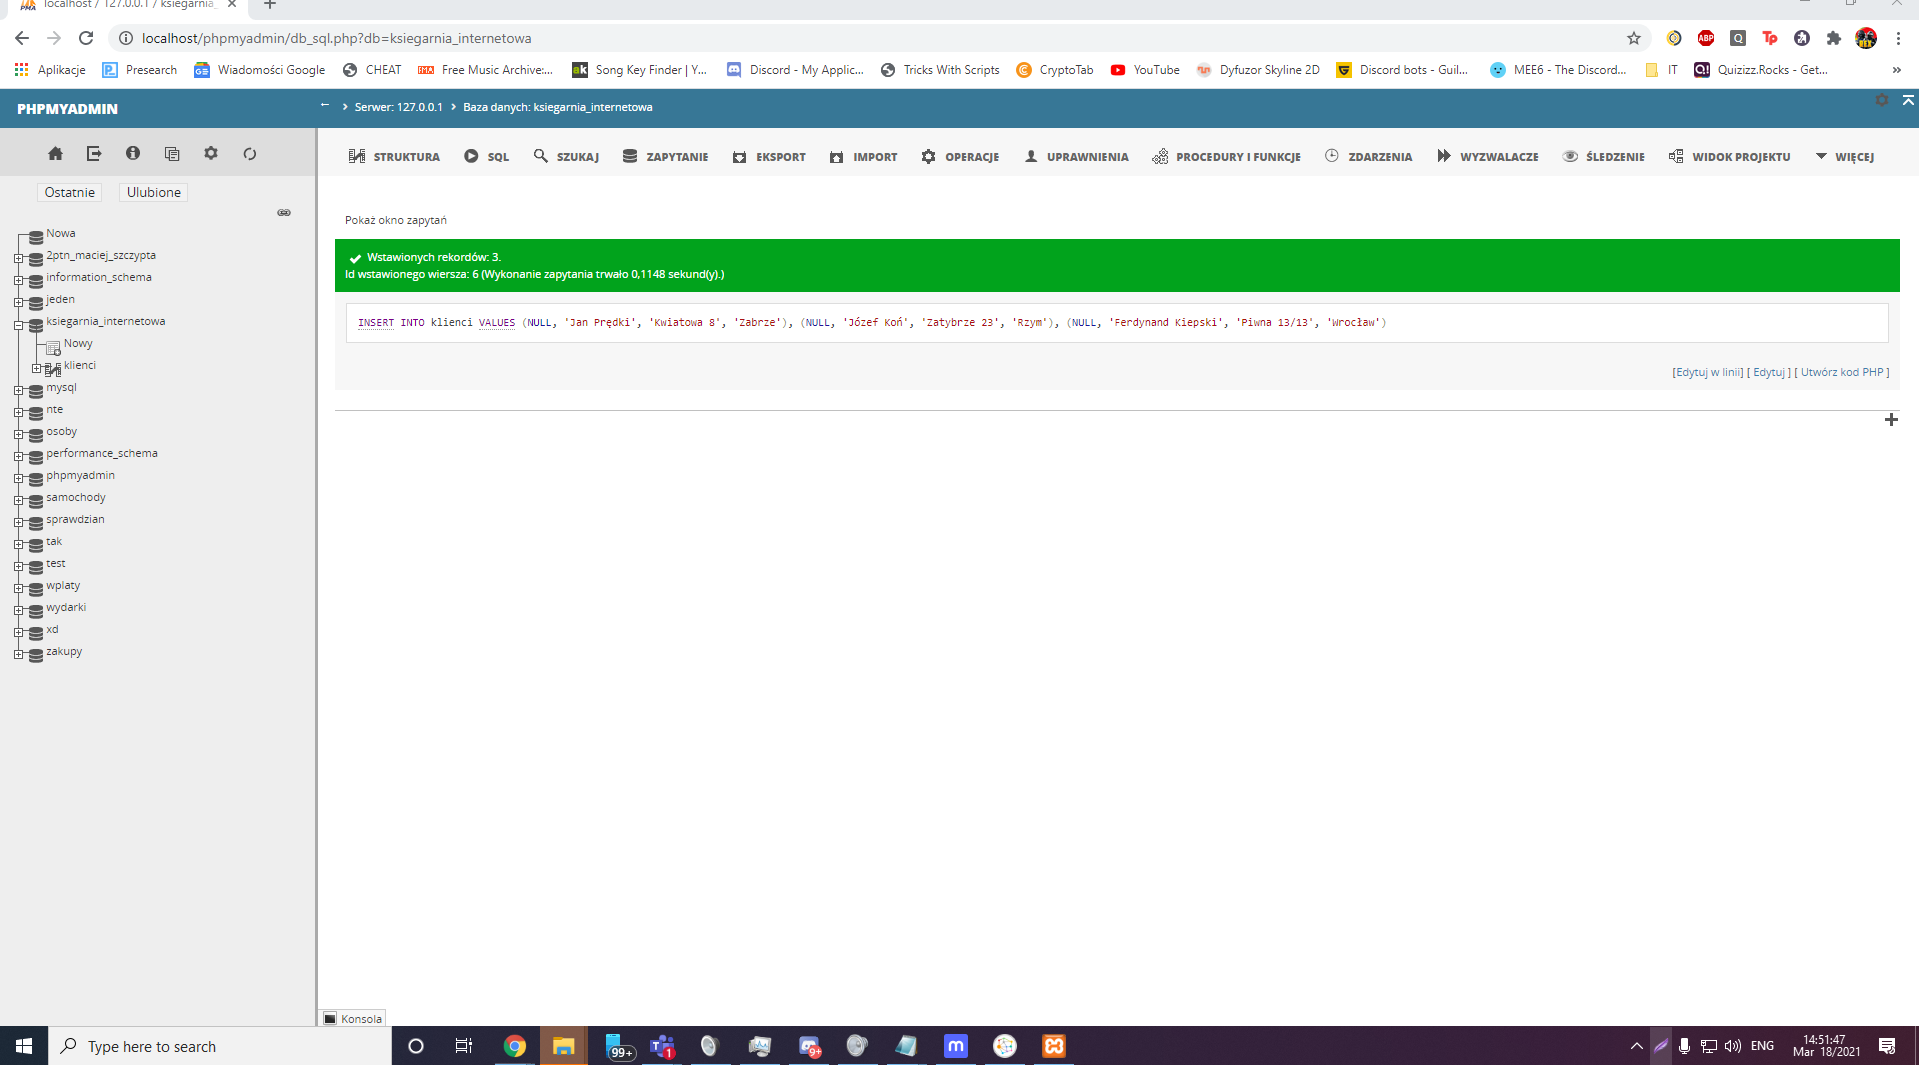 localhost / 127.0.0.1 / ksiegarnia_
localhost/phpmyadmin/db_sql.php?db=ksiegarnia_internetowa
Aplikacje Presearch Wiadomości Google CHEAT Free Music Archive:... Song Key Finder | Y... Discord - My Applic... Tricks With Scripts CryptoTab YouTube Dyfuzor Skyline 2D Discord bots - Guil... MEE6 - The Discord... IT Quizizz.Rocks - Get... »
PHPMYADMIN
Serwer: 127.0.0.1 Baza danych: ksiegarnia_internetowa
STRUKTURA SQL SZUKAJ ZAPYTANIE EKSPORT IMPORT OPERACJE UPRAWNIENIA PROCEDURY I FUNKCJE ZDARZENIA WYZWALACZE ŚLEDZENIE WIDOK PROJEKTU WIĘCEJ
Ostatnie Ulubione
Nowa
2ptn_maciej_szczypta
information_schema
jeden
ksiegarnia_internetowa
Nowy
klienci
mysql
nte
osoby
performance_schema
phpmyadmin
samochody
sprawdzian
tak
test
wplaty
wydarki
xd
zakupy
Pokaż okno zapytań
Wstawionych rekordów: 3.
Id wstawionego wiersza: 6 (Wykonanie zapytania trwało 0,1148 sekund(y).)
INSERT INTO klienci VALUES (NULL, 'Jan Prędki', 'Kwiatowa 8', 'Zabrze'), (NULL, 'Józef Koń', 'Zatybrze 23', 'Rzym'), (NULL, 'Ferdynand Kiepski', 'Piwna 13/13', 'Wrocław')
[Edytuj w linii] [ Edytuj ] [ Utwórz kod PHP ]
Konsola
Type here to search
99+ 1 9+
ENG
14:51:47
Mar 18/2021